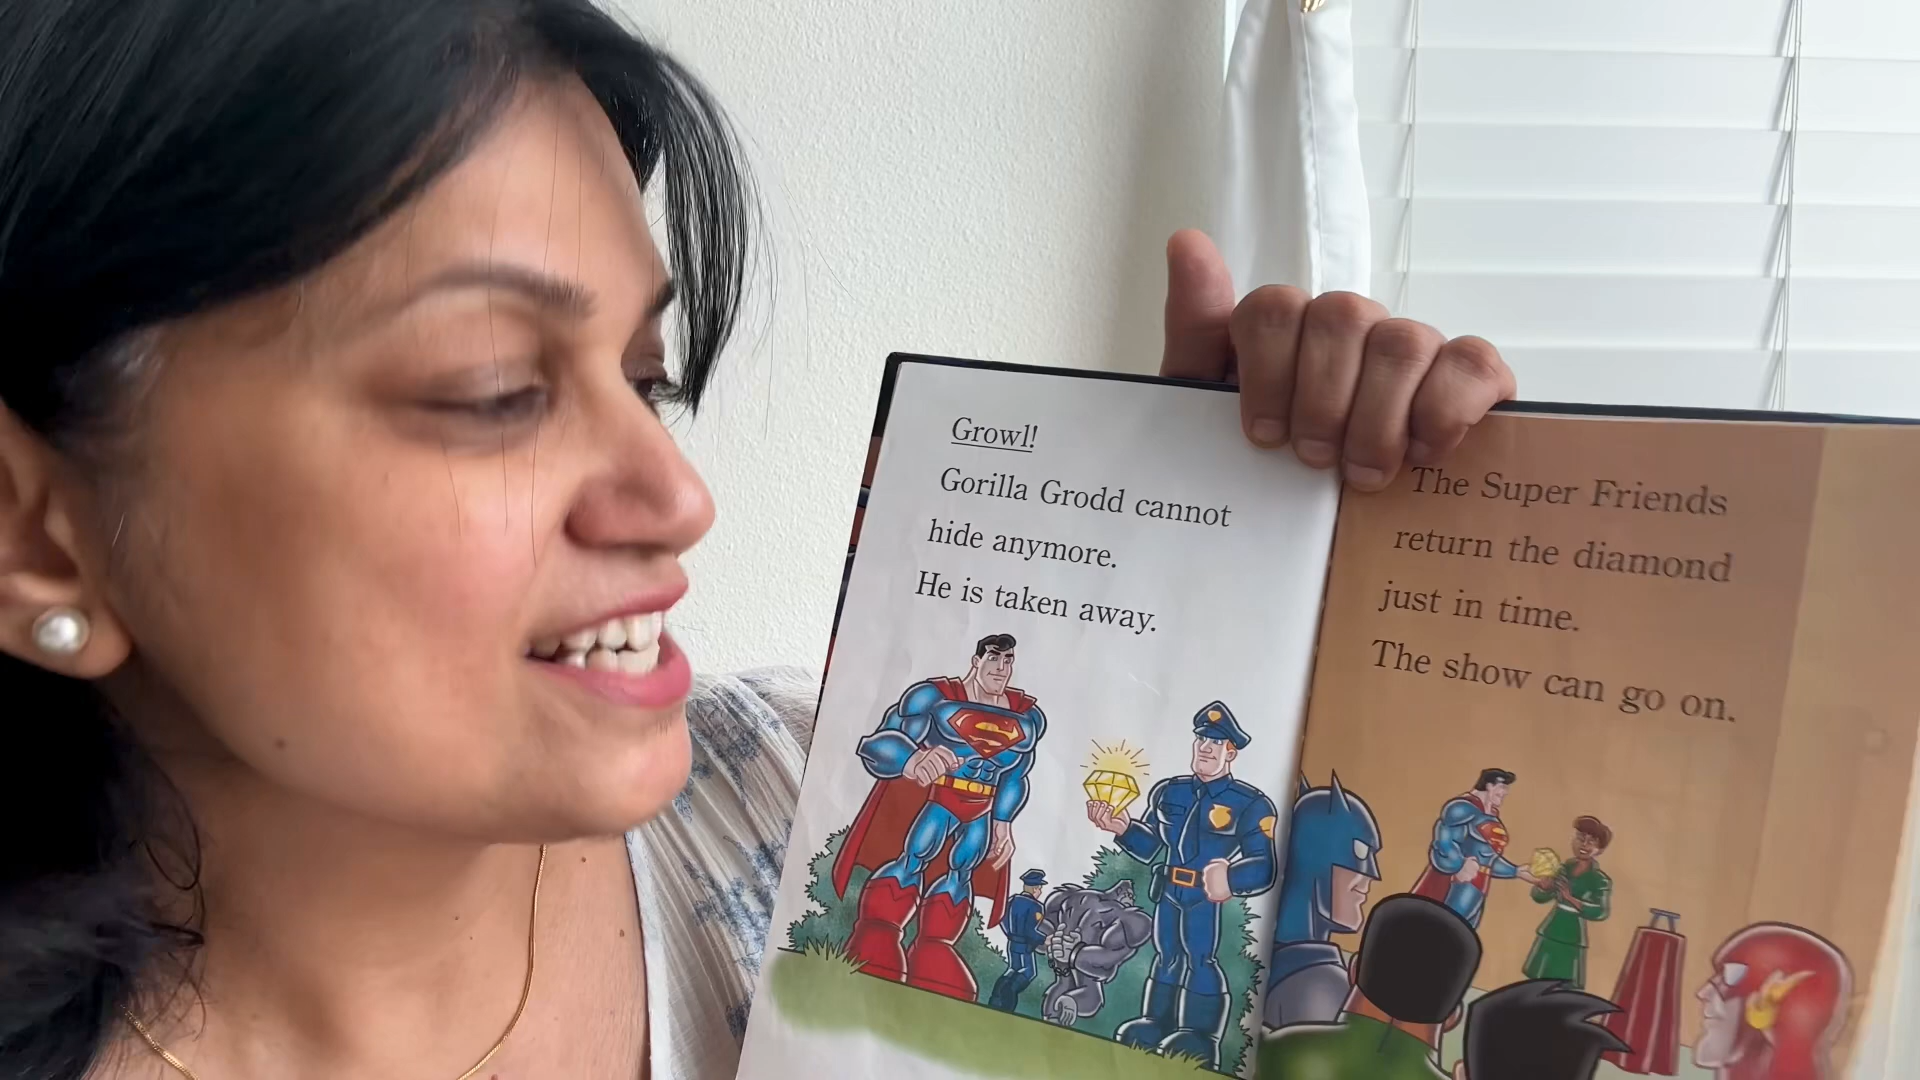 Growl!
Gorilla Grodd cannot
hide anymore.
He is taken away.
The Super Friends
return the diamond
just in time.
The show can go on.